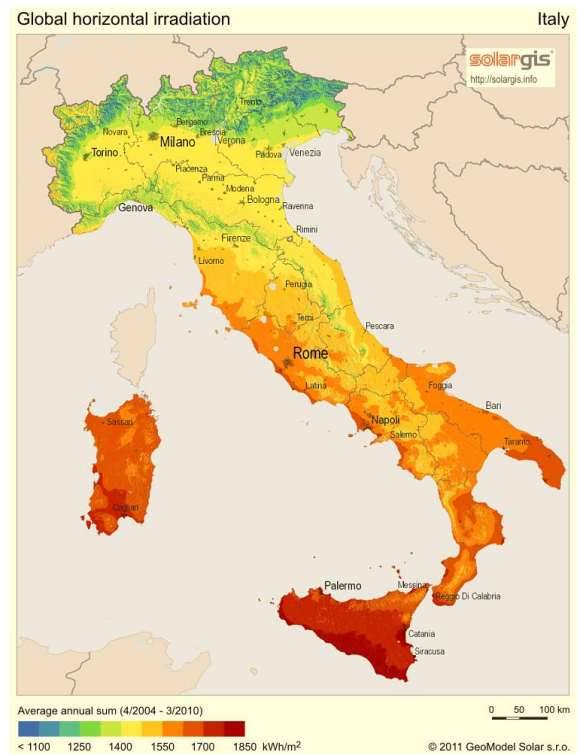 Global horizontal irradiation
Italy
solargis
http://solargis.info
Trento
Bergamo
Novara
Milano
Brescia
Verona
Torino
Padova
Venezia
Piacenza
Parma
Modena
Bologna
Genova
Ravenna
Rimini
Firenze
Livorno
Perugia
Terni
Pescara
Rome
Latina
Foggia
Bari
Napoli
Salerno
Taranto
Sassari
Cagliari
Palermo
Messina
Reggio Di Calabria
Catania
Siracusa
Average annual sum (4/2004 - 3/2010)
0 50 100 km
< 1100 1250 1400 1550 1700 1850 kWh/m²
© 2011 GeoModel Solar s.r.o.